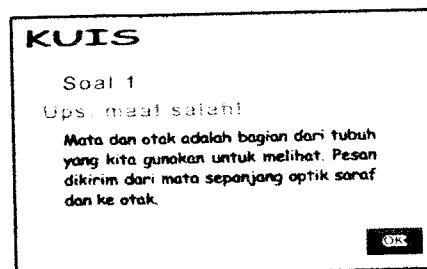 KUIS
Soal 1
Ups, maaf salah!
Mata dan otak adalah bagian dari tubuh
yang kita gunakan untuk melihat. Pesan
dikirim dari mata sepanjang optik saraf
dan ke otak.
OK